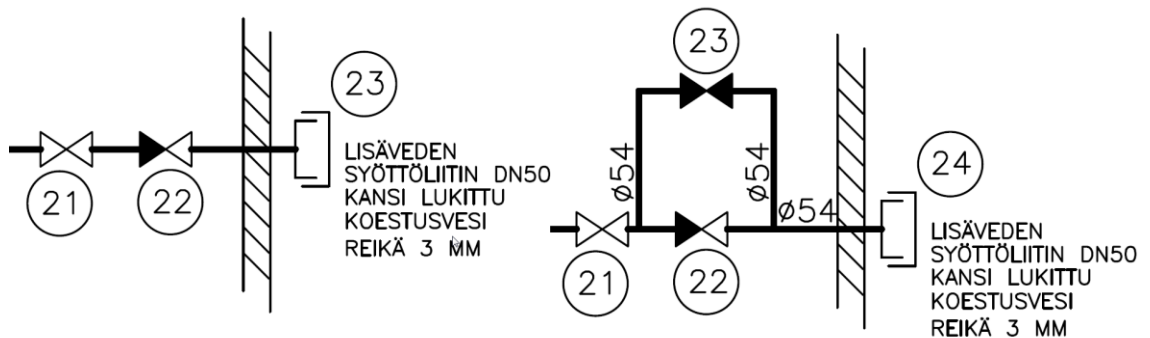 23
21
22
LISÄVEDEN
SYÖTTÖLIITIN DN50
KANSI LUKITTU
KOESTUSVESI
REIKÄ 3 MM
23
ø54
ø54
ø54
21
22
24
LISÄVEDEN
SYÖTTÖLIITIN DN50
KANSI LUKITTU
KOESTUSVESI
REIKÄ 3 MM